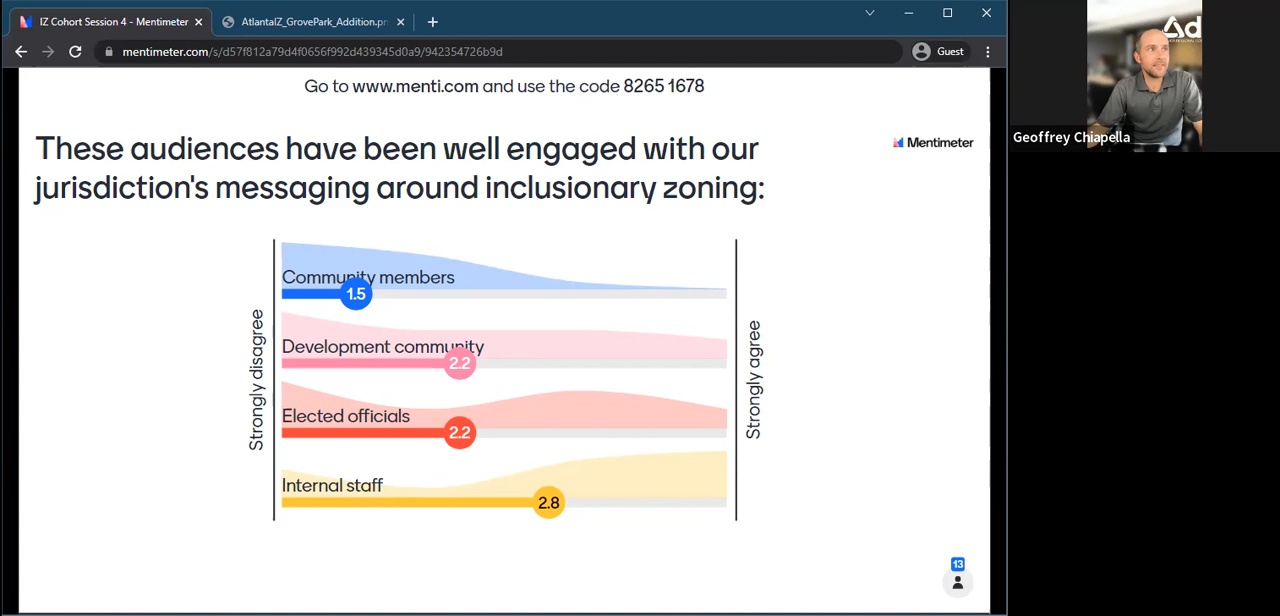 IZ Cohort Session 4 - Mentimeter
AtlantaIZ_GrovePark_Addition.pn
mentimeter.com/s/d57f812a79d4f0656f992d439345d0a9/942354726b9d
Guest
Go to www.menti.com and use the code 8265 1678
These audiences have been well engaged with our
jurisdiction's messaging around inclusionary zoning:
Mentimeter
Strongly disagree
Community members
1.5
Development community
2.2
Elected officials
2.2
Internal staff
2.8
Strongly agree
13
Geoffrey Chiapella